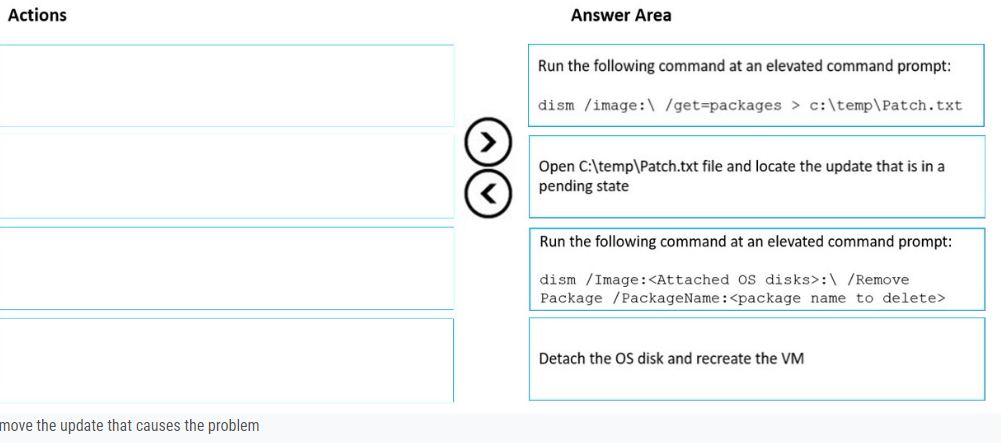 Actions
Answer Area
Run the following command at an elevated command prompt:
dism /image:\ /get=packages > c:\temp\Patch.txt
Open C:\temp\Patch.txt file and locate the update that is in a
pending state
Run the following command at an elevated command prompt:
dism /Image:<Attached OS disks>:\ /Remove
Package /PackageName:<package name to delete>
Detach the OS disk and recreate the VM
move the update that causes the problem